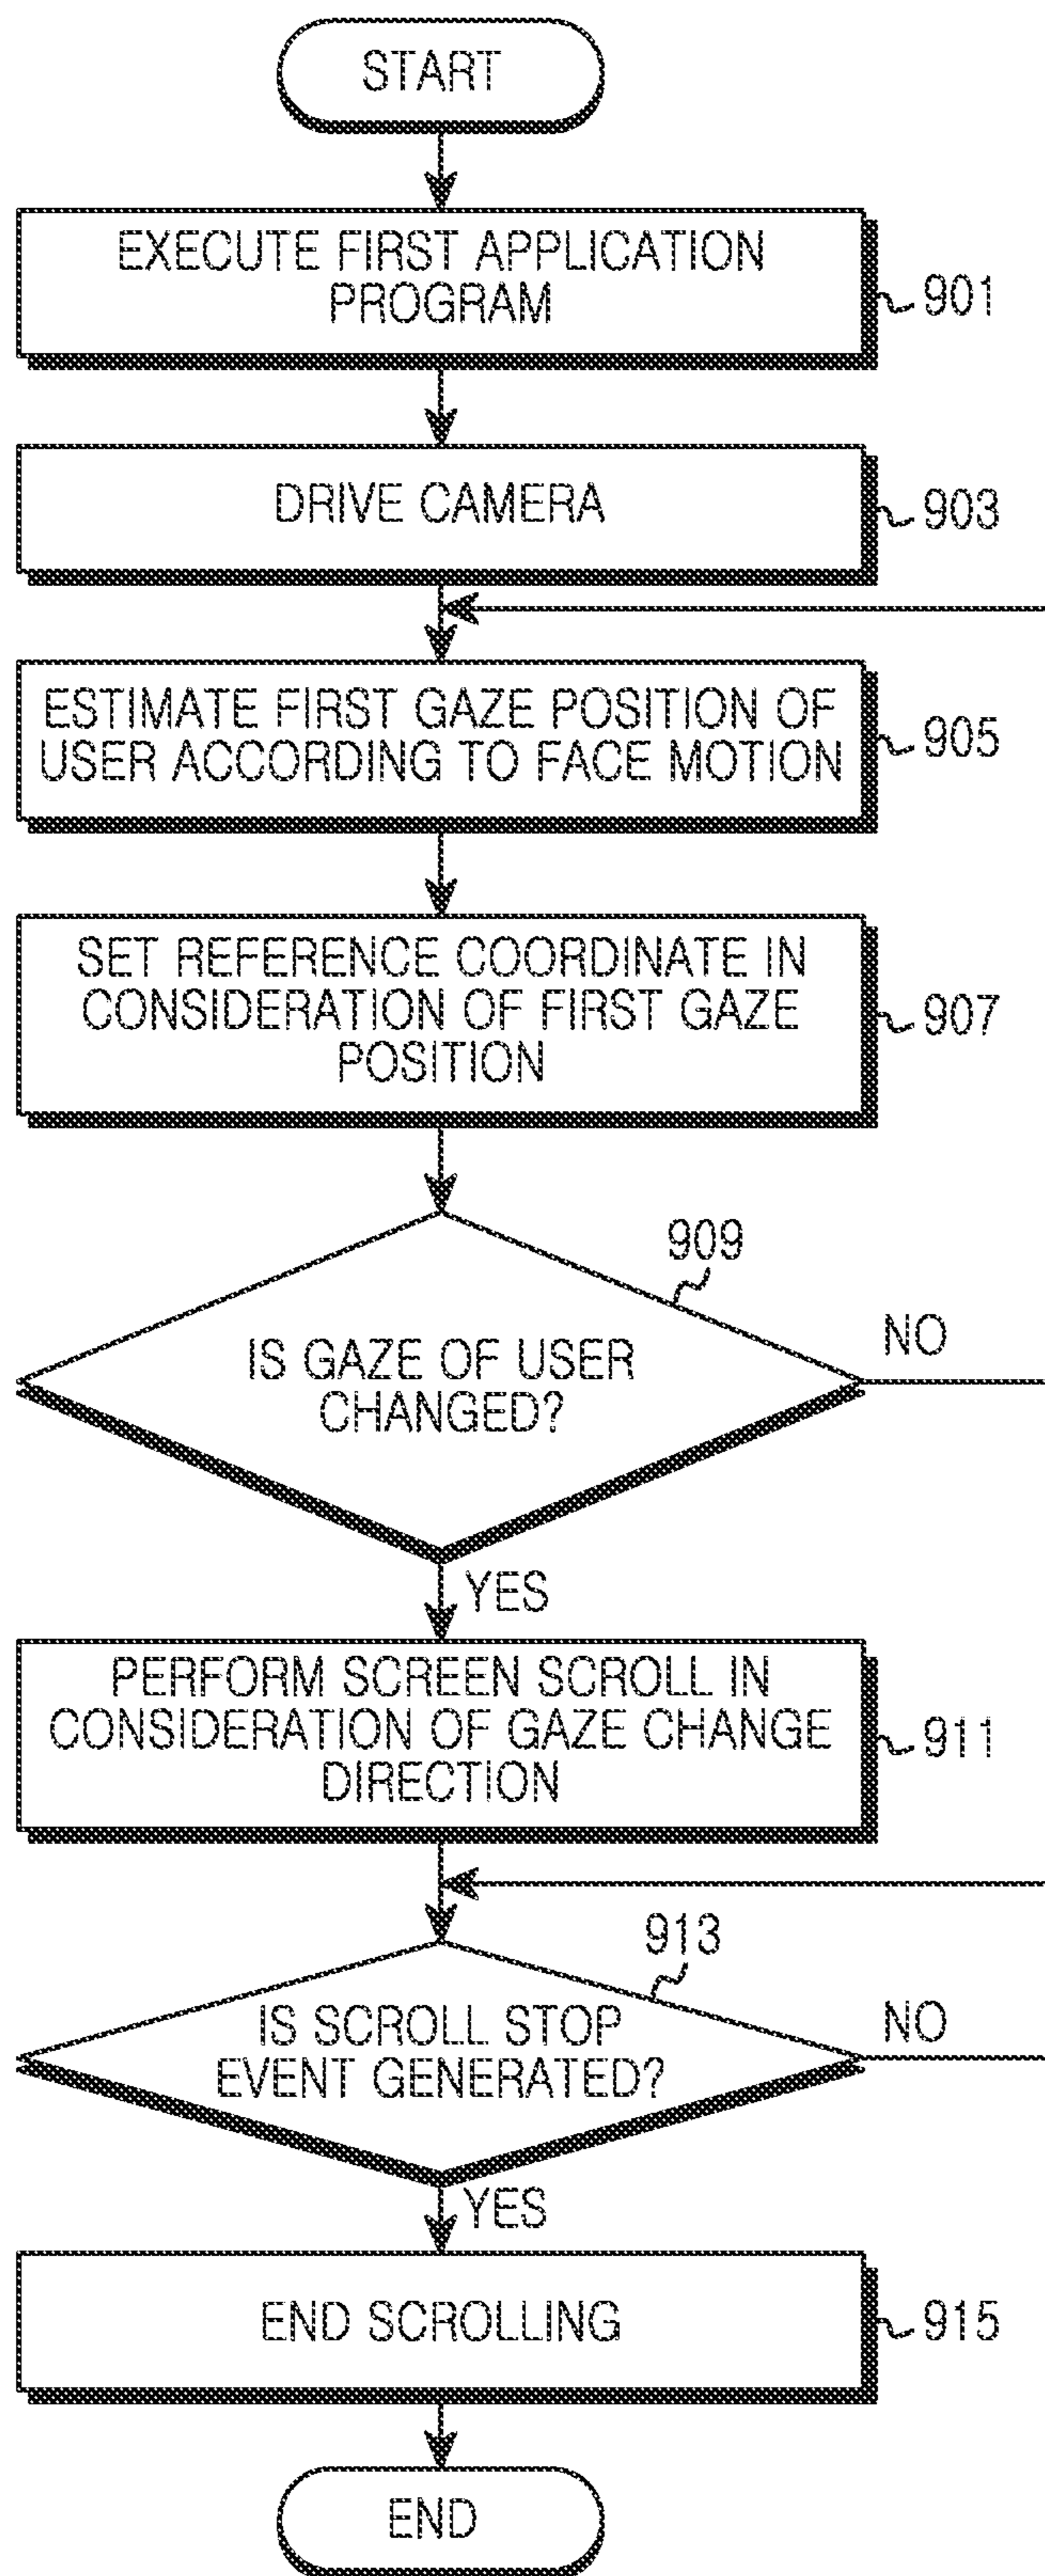 START
EXECUTE FIRST APPLICATION
PROGRAM
901
DRIVE CAMERA
903
ESTIMATE FIRST GAZE POSITION OF
USER ACCORDING TO FACE MOTION
905
SET REFERENCE COORDINATE IN
CONSIDERATION OF FIRST GAZE
POSITION
907
909
IS GAZE OF USER
CHANGED?
NO
YES
PERFORM SCREEN SCROLL IN
CONSIDERATION OF GAZE CHANGE
DIRECTION
911
913
IS SCROLL STOP
EVENT GENERATED?
NO
YES
END SCROLLING
915
END